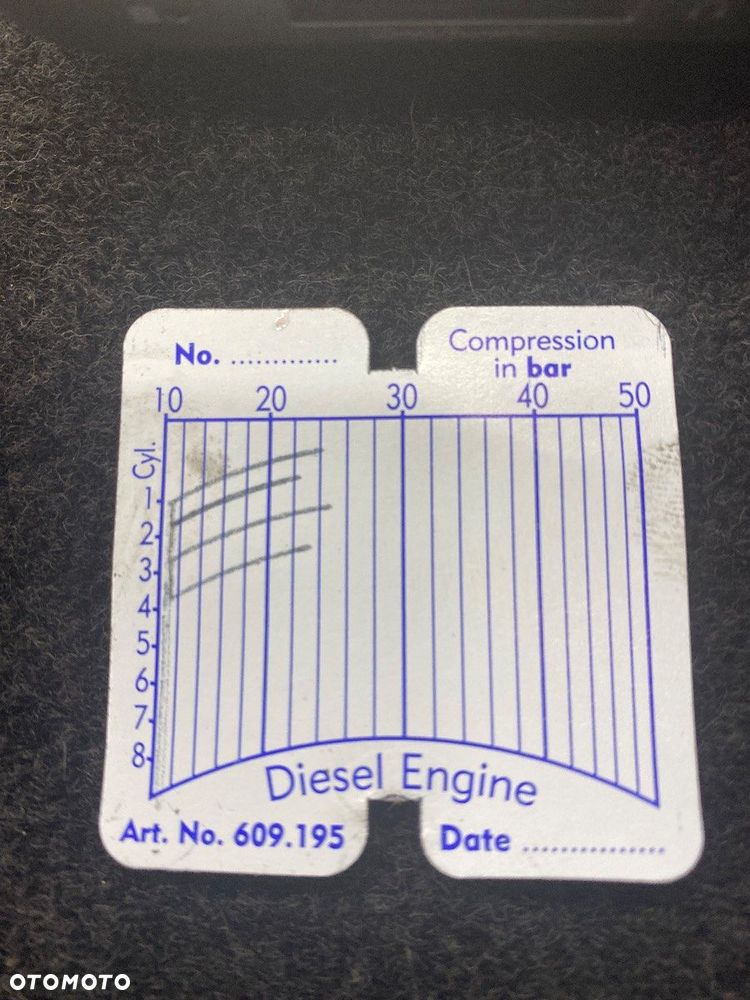 No. .............
Compression
in bar
10 20 30 40 50
Cyl.
1
2
3
4
5
6
7
8
Diesel Engine
Art. No. 609.195
Date ................
OTOMOTO